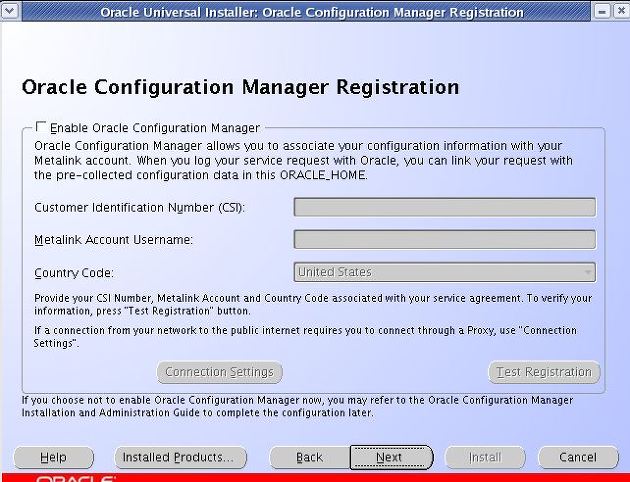 Oracle Universal Installer: Oracle Configuration Manager Registration
Oracle Configuration Manager Registration
Enable Oracle Configuration Manager
Oracle Configuration Manager allows you to associate your configuration information with your
Metalink account. When you log your service request with Oracle, you can link your request with
the pre-collected configuration data in this ORACLE_HOME.
Customer Identification Number (CSI):
Metalink Account Username:
Country Code:
United States
Provide your CSI Number, Metalink Account and Country Code associated with your service agreement. To verify your
information, press "Test Registration" button.
If a connection from your network to the public internet requires you to connect through a Proxy, use "Connection
Settings".
Connection Settings
Test Registration
If you choose not to enable Oracle Configuration Manager now, you may refer to the Oracle Configuration Manager
Installation and Administration Guide to complete the configuration later.
Help
Installed Products...
Back
Next
Install
Cancel
ORACLE